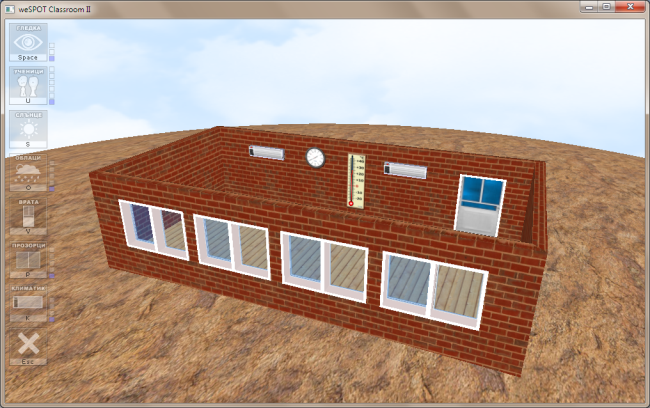 weSPOT Classroom II
ГЛЕДКА
Space
УЧЕНИЦИ
U
СЛЪНЦЕ
S
ОБЛАЦИ
O
ВРАТА
V
ПРОЗОРЦИ
P
КЛИМАТИК
K
Esc